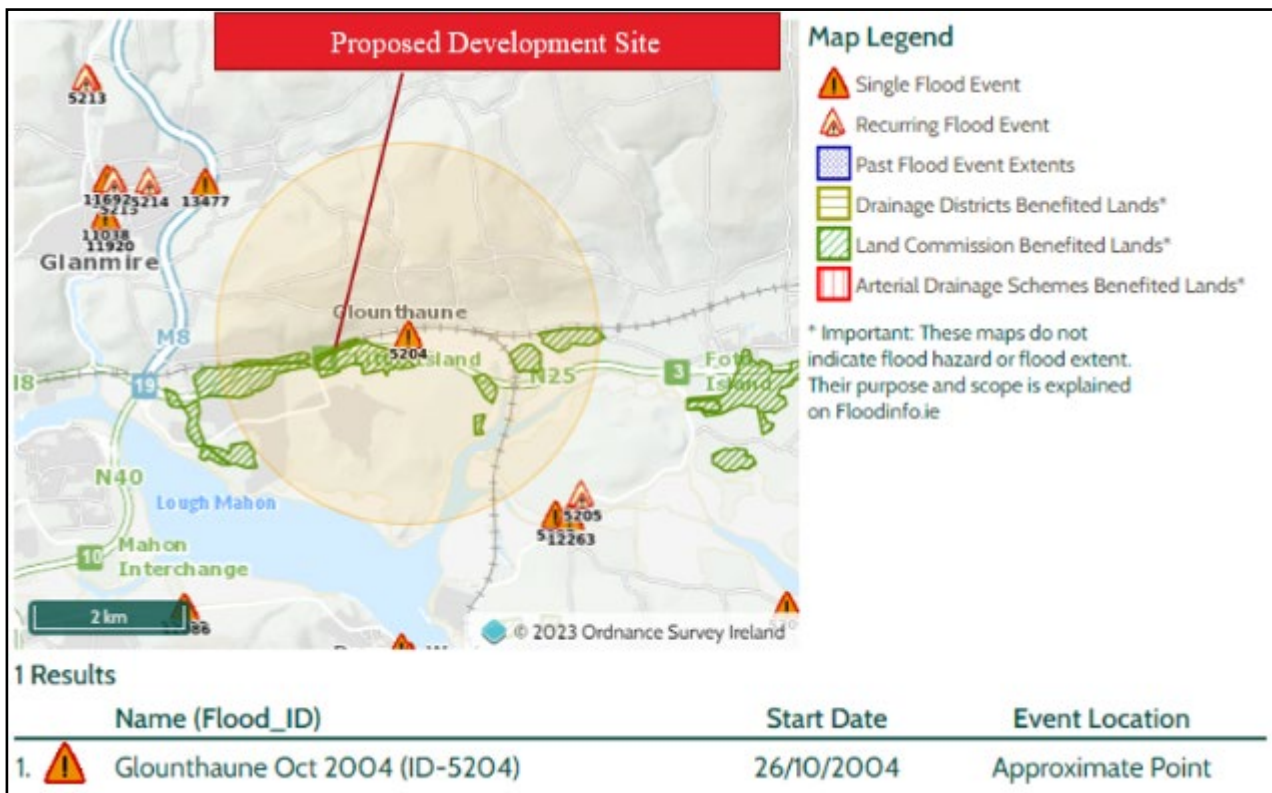 Proposed Development Site
5213
11692
5214
13477
11038
11920
Glanmire
M8
Glounthaune
5204
Island
N25
3
19
N40
Lough Mahon
5205
12263
10
Mahon
Interchange
2 km
© 2023 Ordnance Survey Ireland
Map Legend
Single Flood Event
Recurring Flood Event
Past Flood Event Extents
Drainage Districts Benefited Lands*
Land Commission Benefited Lands*
Arterial Drainage Schemes Benefited Lands*
* Important: These maps do not
indicate flood hazard or flood extent.
Their purpose and scope is explained
on Floodinfo.ie
1 Results
Name (Flood_ID) Start Date Event Location
1. Glounthaune Oct 2004 (ID-5204) 26/10/2004 Approximate Point